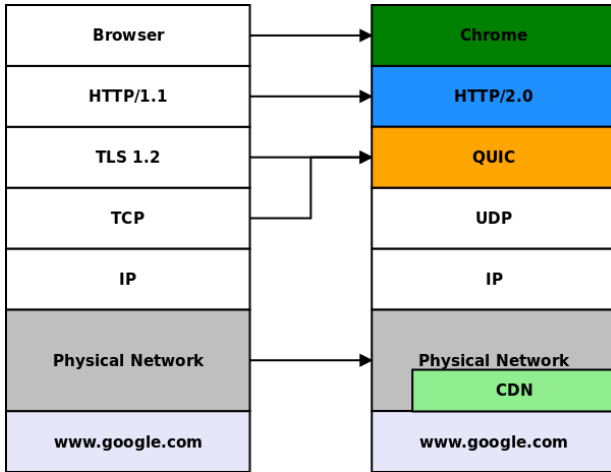 Browser
Chrome
HTTP/1.1
HTTP/2.0
TLS 1.2
QUIC
TCP
UDP
IP
IP
Physical Network
Physical Network
CDN
www.google.com
www.google.com